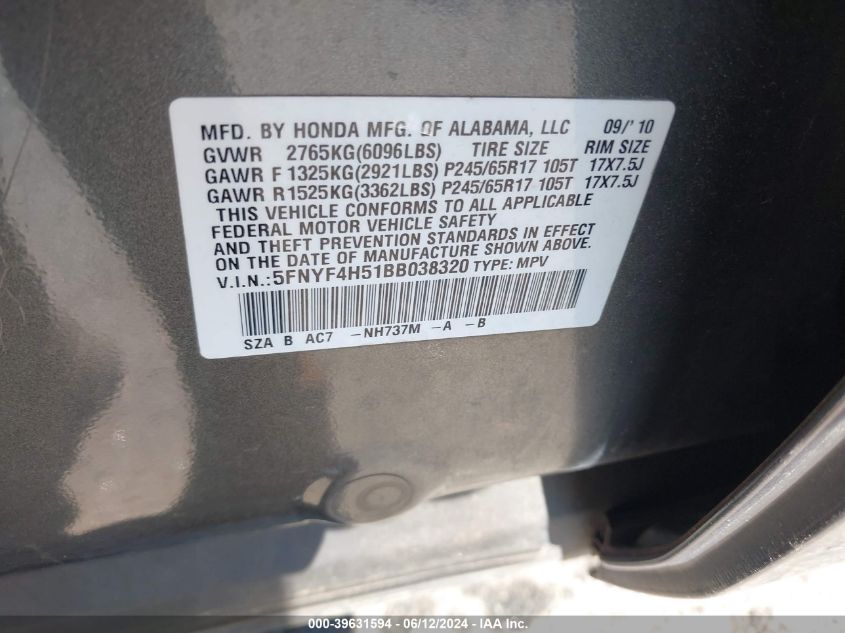 MFD. BY HONDA MFG. OF ALABAMA, LLC 09/' 10
GVWR 2765KG(6096LBS) TIRE SIZE RIM SIZE
GAWR F 1325KG(2921LBS) P245/65R17 105T 17X7.5J
GAWR R1525KG(3362LBS) P245/65R17 105T 17X7.5J
THIS VEHICLE CONFORMS TO ALL APPLICABLE
FEDERAL MOTOR VEHICLE SAFETY
AND THEFT PREVENTION STANDARDS IN EFFECT
ON THE DATE OF MANUFACTURE SHOWN ABOVE.
V.I.N.:5FNYF4H51BB038320 TYPE: MPV
SZA B AC7 -NH737M -A -B
000-39631594 - 06/12/2024 - IAAI Inc.